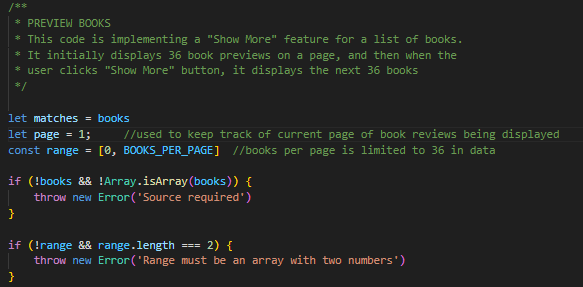 /**
 * PREVIEW BOOKS
 * This code is implementing a "Show More" feature for a list of books.
 * It initially displays 36 book previews on a page, and then when the
 * user clicks "Show More" button, it displays the next 36 books
 */
let matches = books
let page = 1;     //used to keep track of current page of book reviews being displayed
const range = [0, BOOKS_PER_PAGE]  //books per page is limited to 36 in data
if (!books && !Array.isArray(books)) {
    throw new Error('Source required')
}
if (!range && range.length === 2) {
    throw new Error('Range must be an array with two numbers')
}